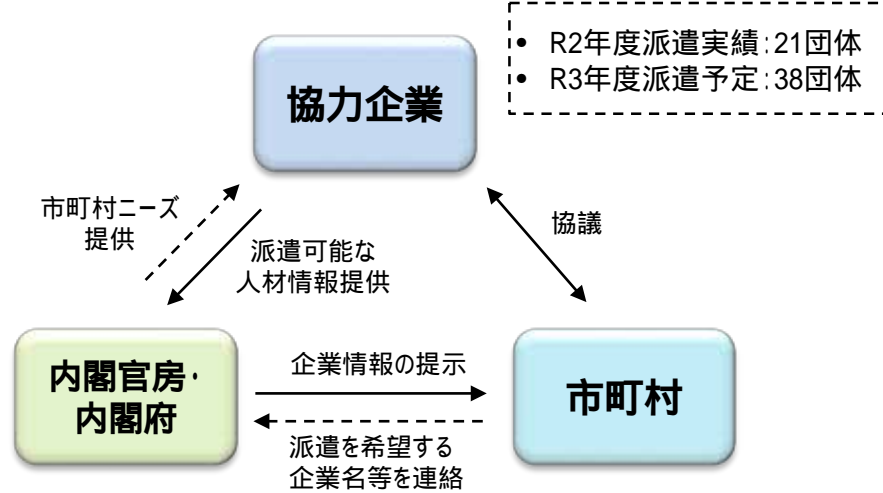 • R2年度派遣実績:21団体
• R3年度派遣予定:38団体
協力企業
市町村ニーズ
提供
派遣可能な
人材情報提供
協議
内閣官房・
内閣府
企業情報の提示
派遣を希望する
企業名等を連絡
市町村